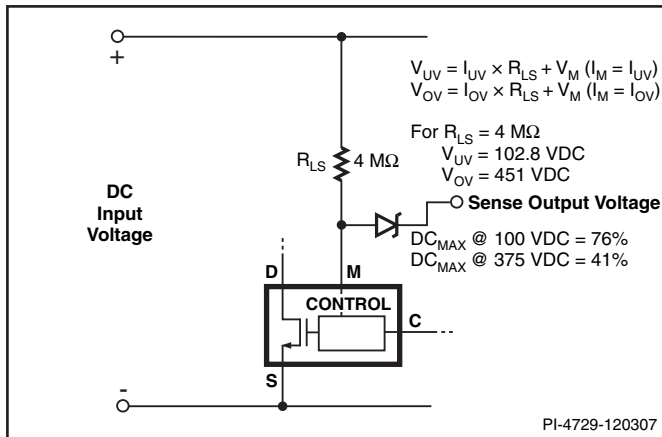 +
V_UV = I_UV × R_LS + V_M (I_M = I_UV)
V_OV = I_OV × R_LS + V_M (I_M = I_OV)
For R_LS = 4 MΩ
V_UV = 102.8 VDC
V_OV = 451 VDC
R_LS
4 MΩ
DC
Input
Voltage
Sense Output Voltage
DC_MAX @ 100 VDC = 76%
DC_MAX @ 375 VDC = 41%
D
M
CONTROL
C
S
-
PI-4729-120307